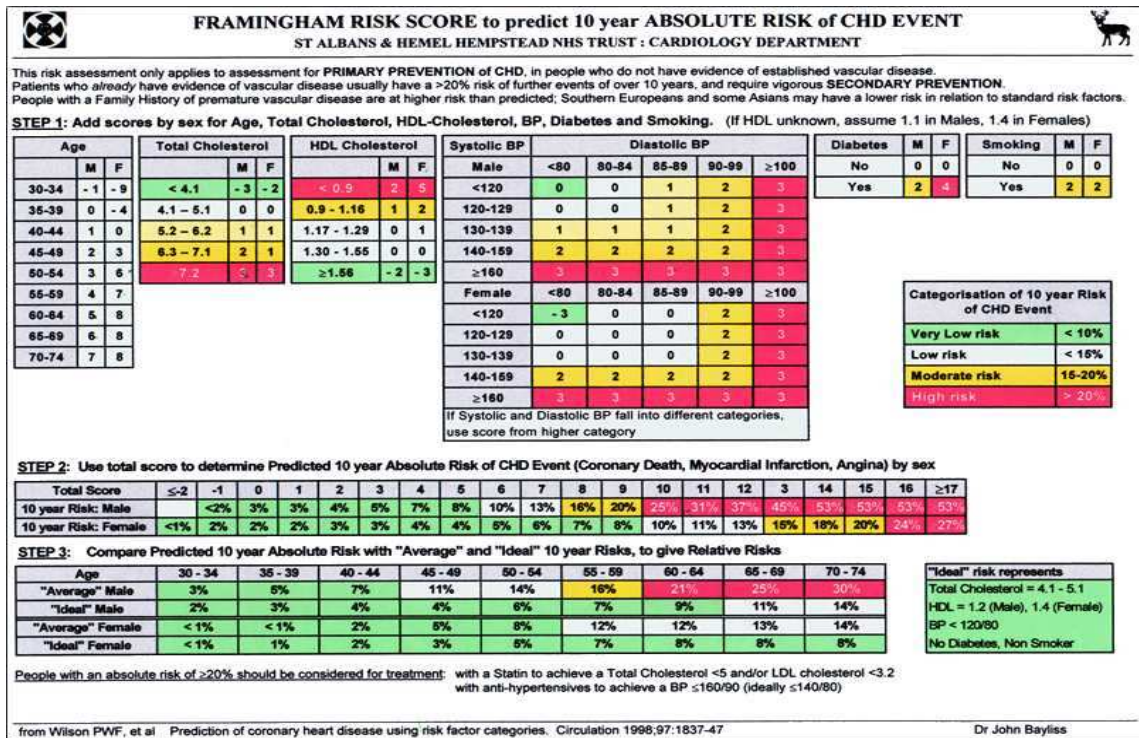 FRAMINGHAM RISK SCORE to predict 10 year ABSOLUTE RISK of CHD EVENT
ST ALBANS & HEMEL HEMPSTEAD NHS TRUST : CARDIOLOGY DEPARTMENT
This risk assessment only applies to assessment for PRIMARY PREVENTION of CHD, in people who do not have evidence of established vascular disease.
Patients who already have evidence of vascular disease usually have a >20% risk of further events of over 10 years, and require vigorous SECONDARY PREVENTION.
People with a Family History of premature vascular disease are at higher risk than predicted; Southern Europeans and some Asians may have a lower risk in relation to standard risk factors.
STEP 1: Add scores by sex for Age, Total Cholesterol, HDL-Cholesterol, BP, Diabetes and Smoking. (If HDL unknown, assume 1.1 in Males, 1.4 in Females)
Age
M F
30-34 - 1 - 9
35-39 0 - 4
40-44 1 0
45-49 2 3
50-54 3 6
55-59 4 7
60-64 5 8
65-69 6 8
70-74 7 8
Total Cholesterol
M F
< 4.1 - 3 - 2
4.1 – 5.1 0 0
5.2 – 6.2 1 1
6.3 – 7.1 2 1
7.2 3 3
HDL Cholesterol
M F
< 0.9 2 5
0.9 - 1.16 1 2
1.17 - 1.29 0 1
1.30 - 1.55 0 0
≥1.56 - 2 - 3
Systolic BP Diastolic BP
Male <80 80-84 85-89 90-99 ≥100
<120 0 0 1 2 3
120-129 0 0 1 2 3
130-139 1 1 1 2 3
140-159 2 2 2 2 3
≥160 3 3 3 3 3
Female <80 80-84 85-89 90-99 ≥100
<120 - 3 0 0 2 3
120-129 0 0 0 2 3
130-139 0 0 0 2 3
140-159 2 2 2 2 3
≥160 3 3 3 3 3
If Systolic and Diastolic BP fall into different categories,
use score from higher category
Diabetes M F
No 0 0
Yes 2 4
Smoking M F
No 0 0
Yes 2 2
Categorisation of 10 year Risk
of CHD Event
Very Low risk < 10%
Low risk < 15%
Moderate risk 15-20%
High risk > 20%
STEP 2: Use total score to determine Predicted 10 year Absolute Risk of CHD Event (Coronary Death, Myocardial Infarction, Angina) by sex
Total Score ≤-2 -1 0 1 2 3 4 5 6 7 8 9 10 11 12 3 14 15 16 ≥17
10 year Risk: Male <2% 3% 3% 4% 5% 7% 8% 10% 13% 16% 20% 25% 31% 37% 45% 53% 53% 53% 53%
10 year Risk: Female <1% 2% 2% 2% 3% 3% 4% 4% 5% 6% 7% 8% 10% 11% 13% 15% 18% 20% 24% 27%
STEP 3: Compare Predicted 10 year Absolute Risk with "Average" and "Ideal" 10 year Risks, to give Relative Risks
Age 30 - 34 35 - 39 40 - 44 45 - 49 50 - 54 55 - 59 60 - 64 65 - 69 70 - 74
"Average" Male 3% 5% 7% 11% 14% 16% 21% 25% 30%
"Ideal" Male 2% 3% 4% 4% 6% 7% 9% 11% 14%
"Average" Female < 1% < 1% 2% 5% 8% 12% 12% 13% 14%
"Ideal" Female < 1% 1% 2% 3% 5% 7% 8% 8% 8%
"Ideal" risk represents
Total Cholesterol = 4.1 - 5.1
HDL = 1.2 (Male), 1.4 (Female)
BP < 120/80
No Diabetes, Non Smoker
People with an absolute risk of ≥20% should be considered for treatment: with a Statin to achieve a Total Cholesterol <5 and/or LDL cholesterol <3.2
with anti-hypertensives to achieve a BP ≤160/90 (ideally ≤140/80)
from Wilson PWF, et al Prediction of coronary heart disease using risk factor categories. Circulation 1998;97:1837-47 Dr John Bayliss